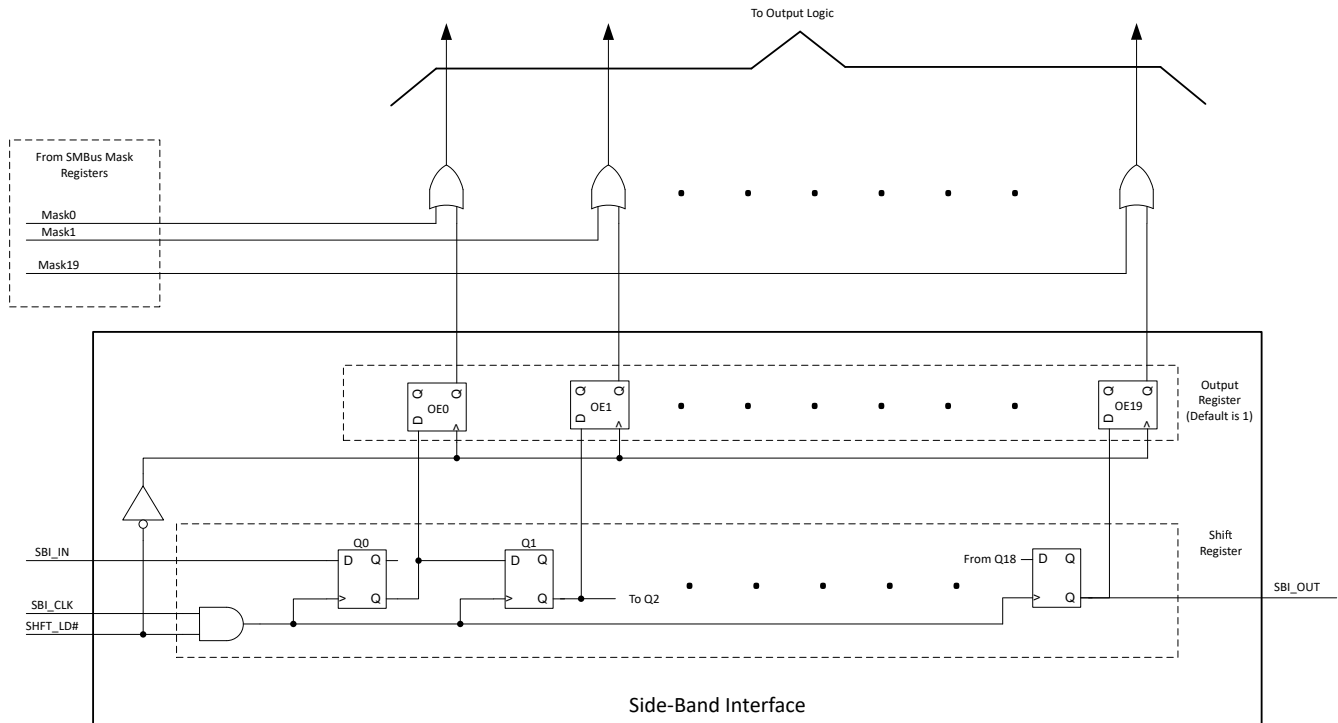 To Output Logic
From SMBus Mask
Registers
Mask0
Mask1
Mask19
Q Q
OE0
D >
Q Q
OE1
D >
Q Q
OE19
D >
Output
Register
(Default is 1)
Shift
Register
Q0
Q1
SBI_IN
D Q
> Q
D Q
> Q
To Q2
From Q18
D Q
> Q
SBI_CLK
SHFT_LD#
SBI_OUT
Side-Band Interface